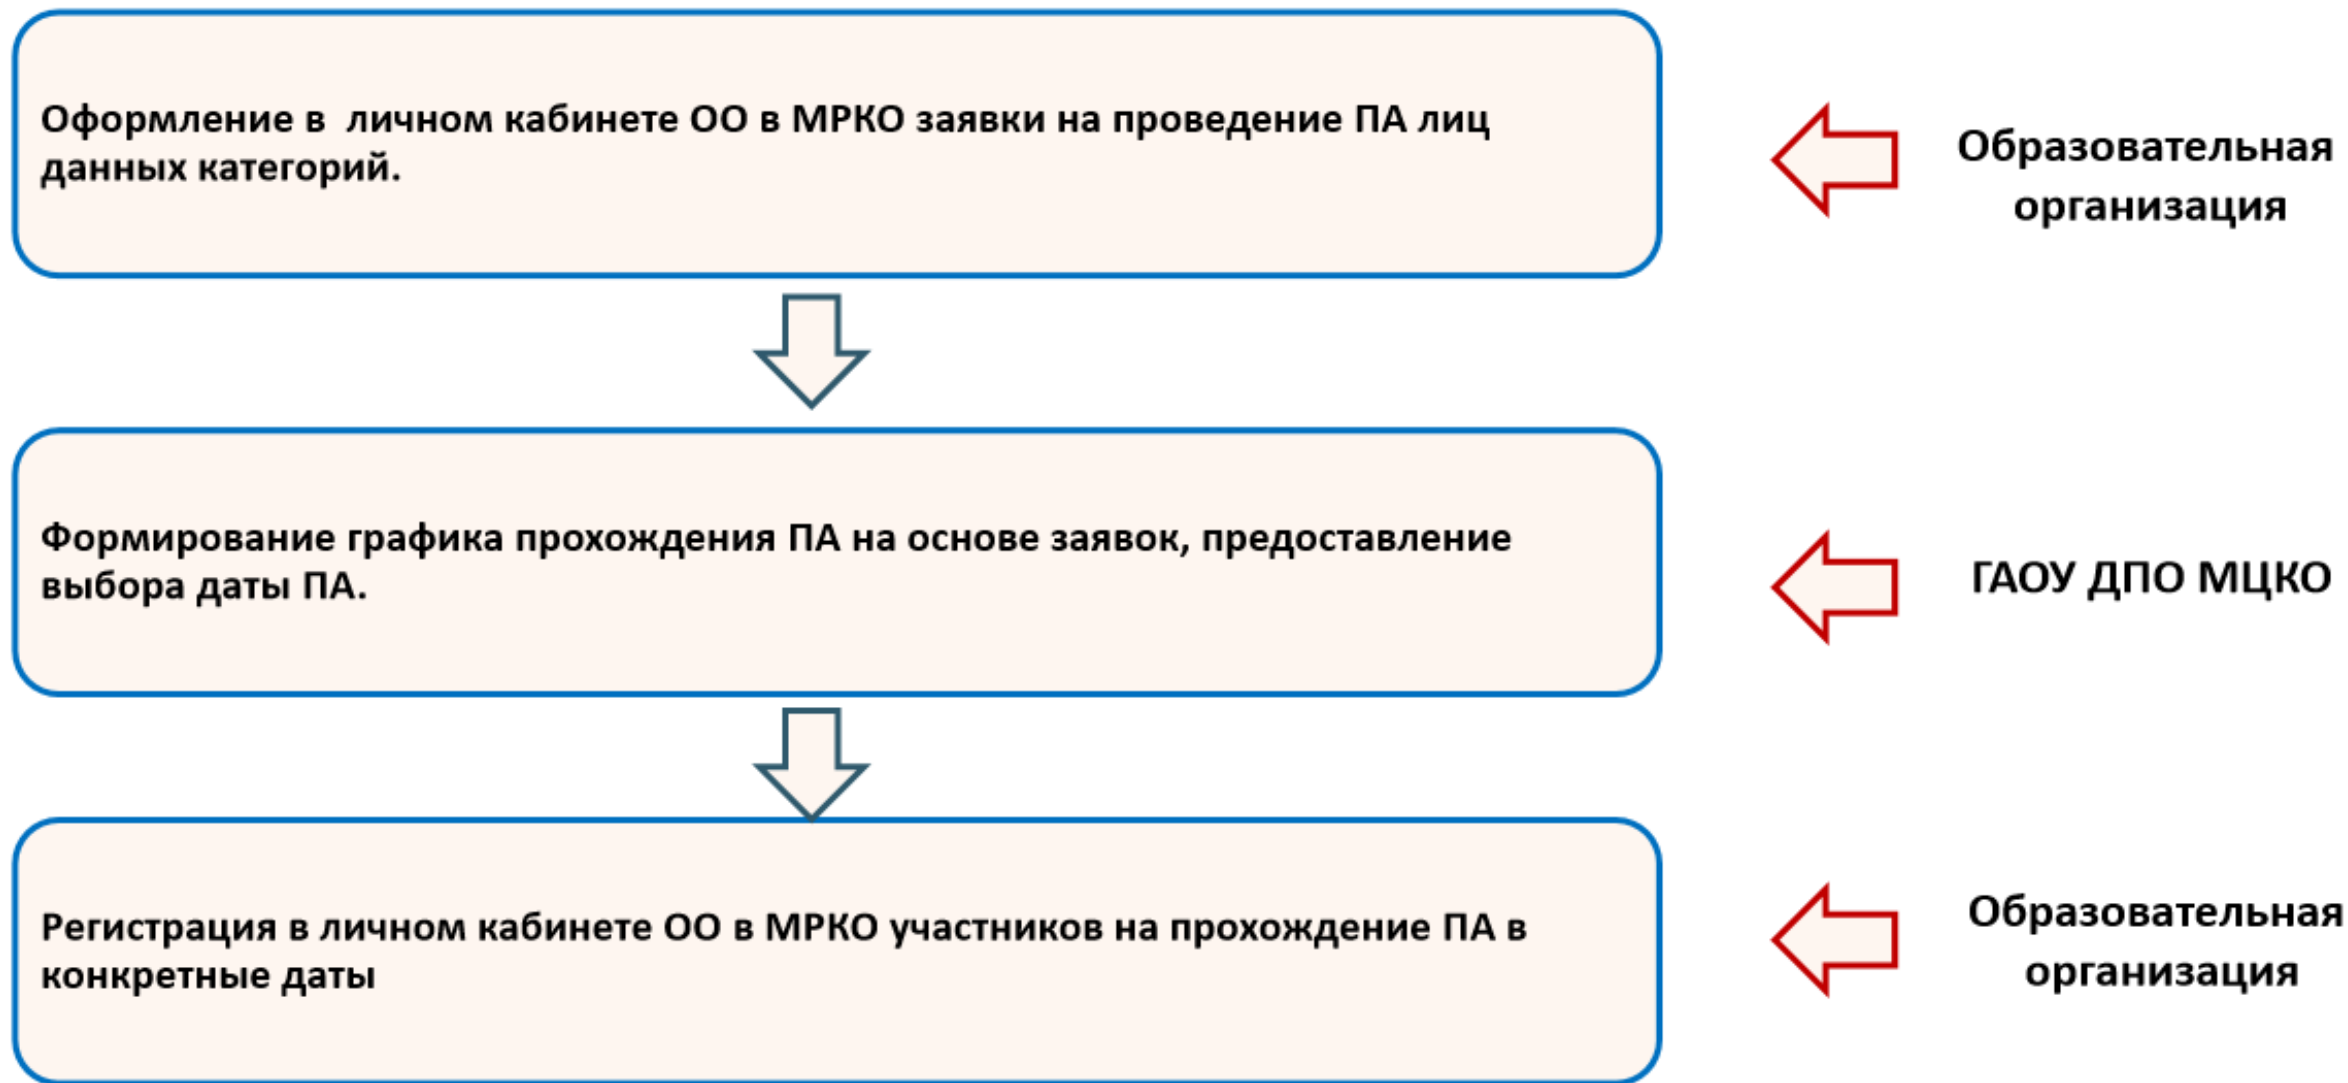 Оформление в  личном кабинете ОО в МРКО заявки на проведение ПА лиц
данных категорий.
Образовательная
организация
Формирование графика прохождения ПА на основе заявок, предоставление
выбора даты ПА.
ГАОУ ДПО МЦКО
Регистрация в личном кабинете ОО в МРКО участников на прохождение ПА в
конкретные даты
Образовательная
организация